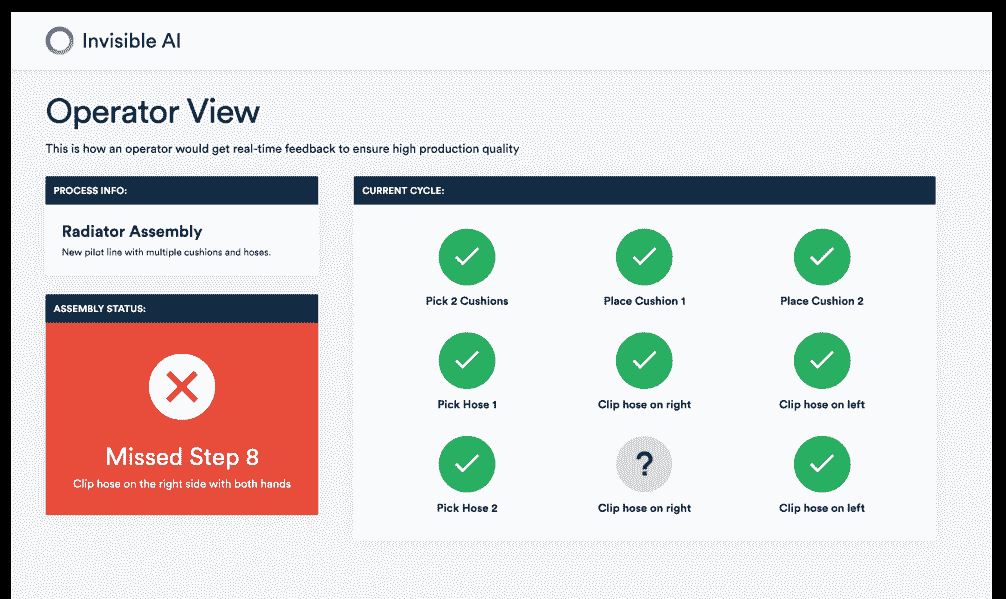 Invisible AI
Operator View
This is how an operator would get real-time feedback to ensure high production quality
PROCESS INFO:
Radiator Assembly
New pilot line with multiple cushions and hoses.
ASSEMBLY STATUS:
Missed Step 8
Clip hose on the right side with both hands
CURRENT CYCLE:
Pick 2 Cushions
Place Cushion 1
Place Cushion 2
Pick Hose 1
Clip hose on right
Clip hose on left
?
Pick Hose 2
Clip hose on right
Clip hose on left